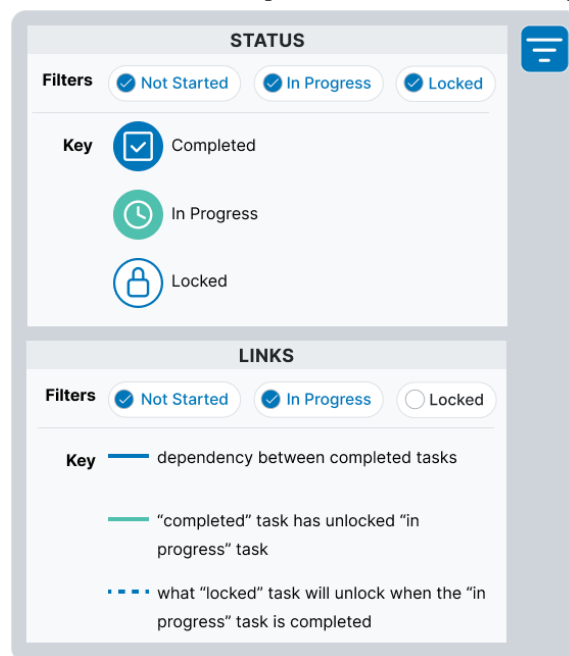 STATUS
Filters Not Started In Progress Locked
Key Completed
In Progress
Locked
LINKS
Filters Not Started In Progress Locked
Key dependency between completed tasks
“completed” task has unlocked “in
progress” task
what “locked” task will unlock when the “in
progress” task is completed